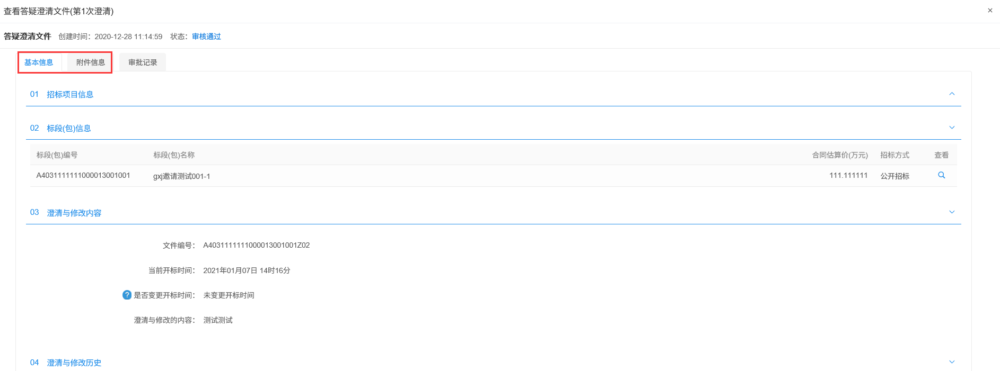 查看答疑澄清文件(第1次澄清) ×
答疑澄清文件 创建时间：2020-12-28 11:14:59 状态：审核通过
基本信息 附件信息 审批记录
01 招标项目信息
02 标段(包)信息
标段(包)编号 标段(包)名称 合同估算价(万元) 招标方式 查看
A4031111111000013001001 gxj邀请测试001-1 111.111111 公开招标
03 澄清与修改内容
文件编号： A4031111111000013001001Z02
当前开标时间： 2021年01月07日 14时16分
? 是否变更开标时间： 未变更开标时间
澄清与修改的内容： 测试测试
04 澄清与修改历史